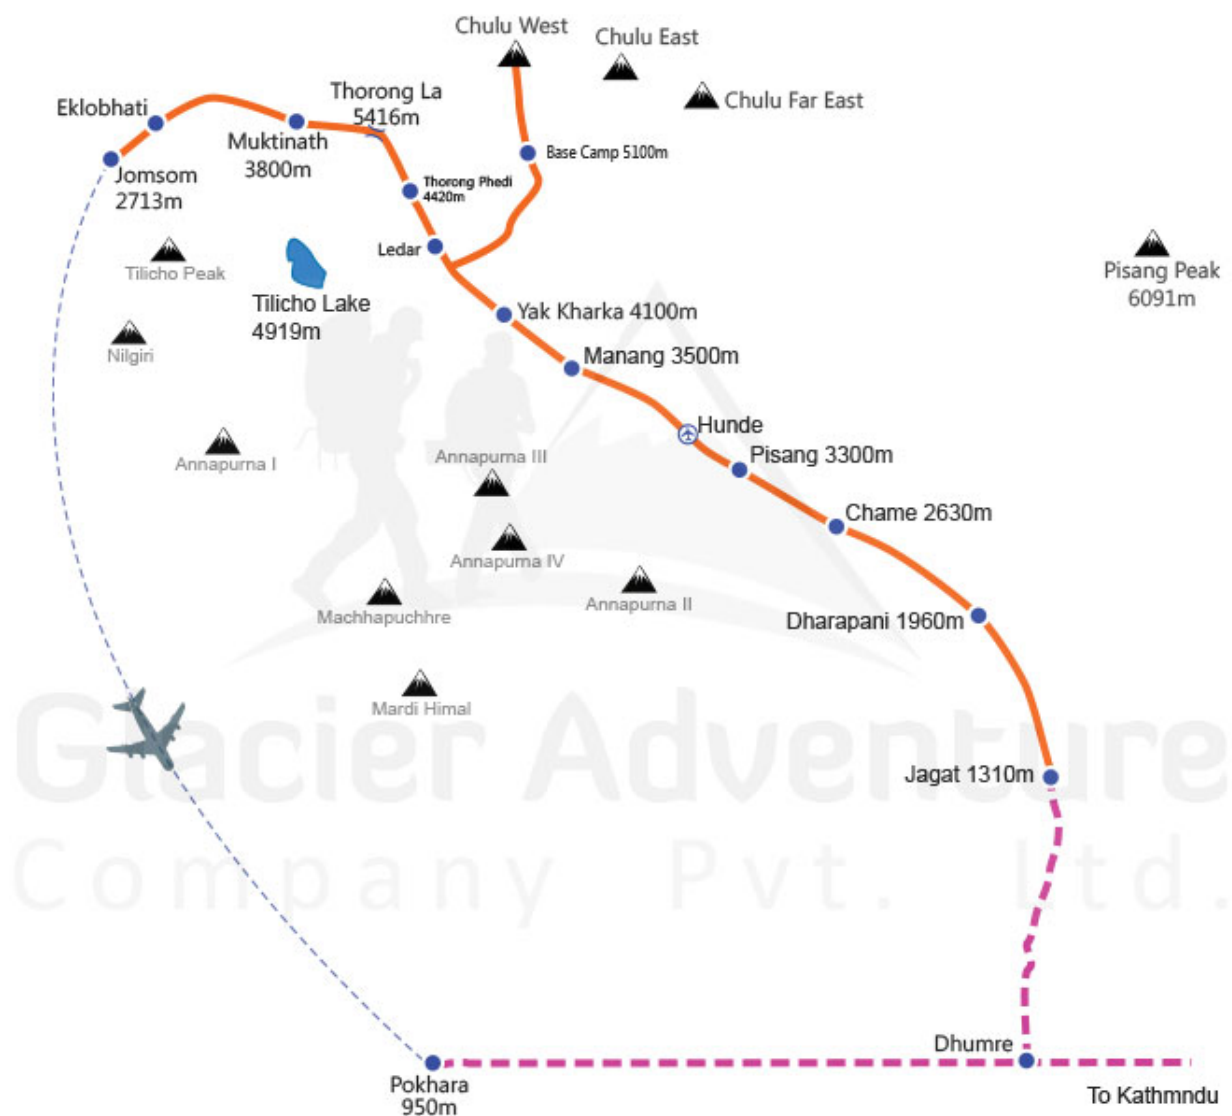 Chulu West
Chulu East
Chulu Far East
Eklobhati
Thorong La
5416m
Muktinath
3800m
Base Camp 5100m
Jomsom
2713m
Thorong Phedi
4420m
Ledar
Tilicho Peak
Pisang Peak
6091m
Tilicho Lake
4919m
Yak Kharka 4100m
Nilgiri
Manang 3500m
Hunde
Annapurna I
Annapurna III
Pisang 3300m
Chame 2630m
Annapurna IV
Annapurna II
Machhapuchhre
Dharapani 1960m
Mardi Himal
Glacier Adventure
Company Pvt. Ltd.
Jagat 1310m
Dhumre
Pokhara
950m
To Kathmndu